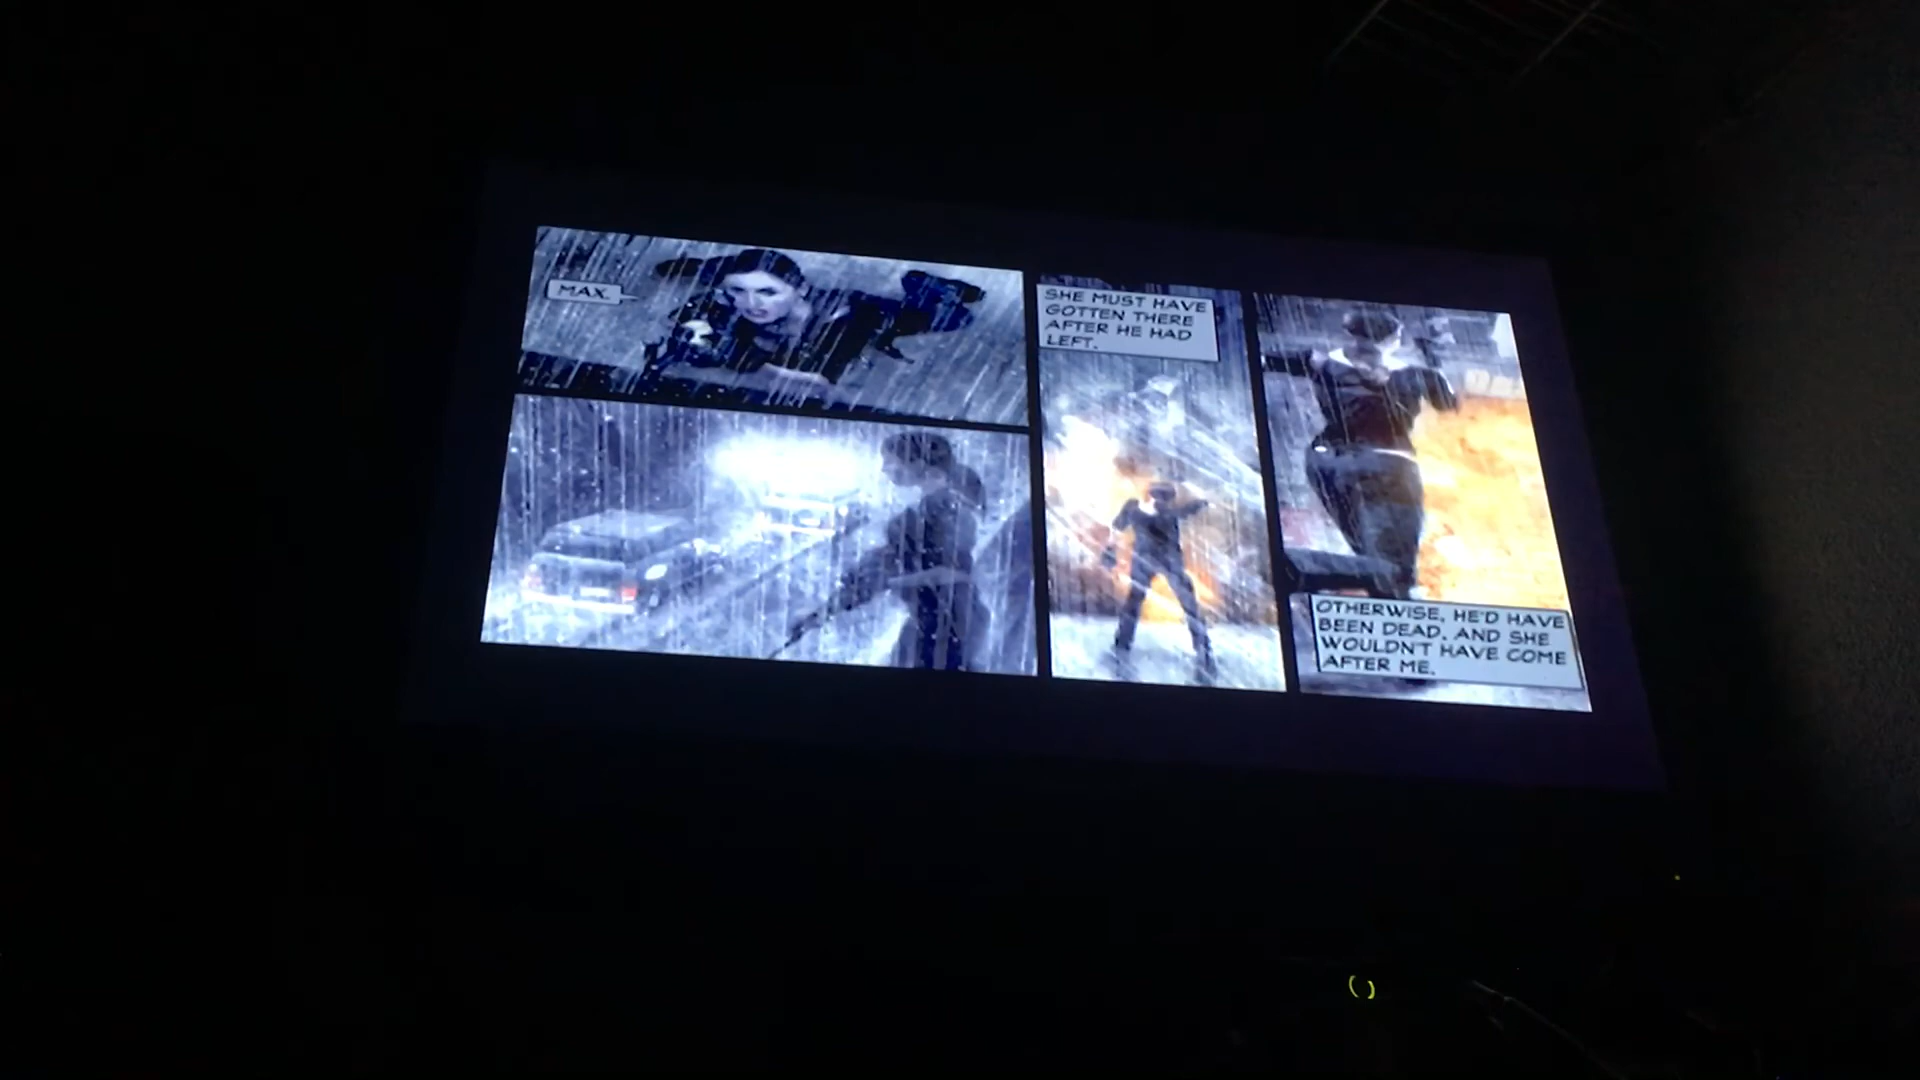 MAX.
SHE MUST HAVE
GOTTEN THERE
AFTER HE HAD
LEFT.
OTHERWISE, HE'D HAVE
BEEN DEAD, AND SHE
WOULDN'T HAVE COME
AFTER ME.